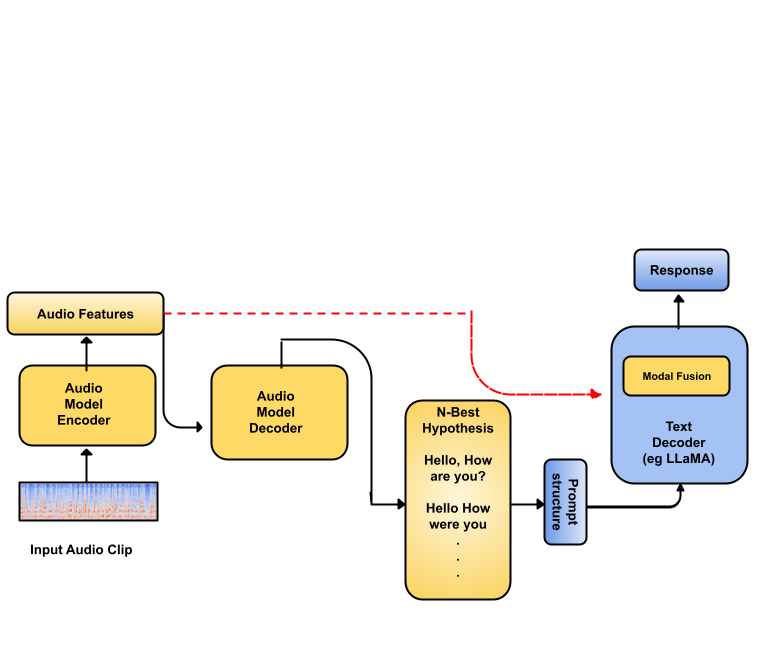 Response
Audio Features
Modal Fusion
Audio
Model
Encoder
Audio
Model
Decoder
N-Best
Hypothesis
Hello, How
are you?
Hello How
were you
.
.
.
Prompt
structure
Text
Decoder
(eg LLaMA)
Input Audio Clip